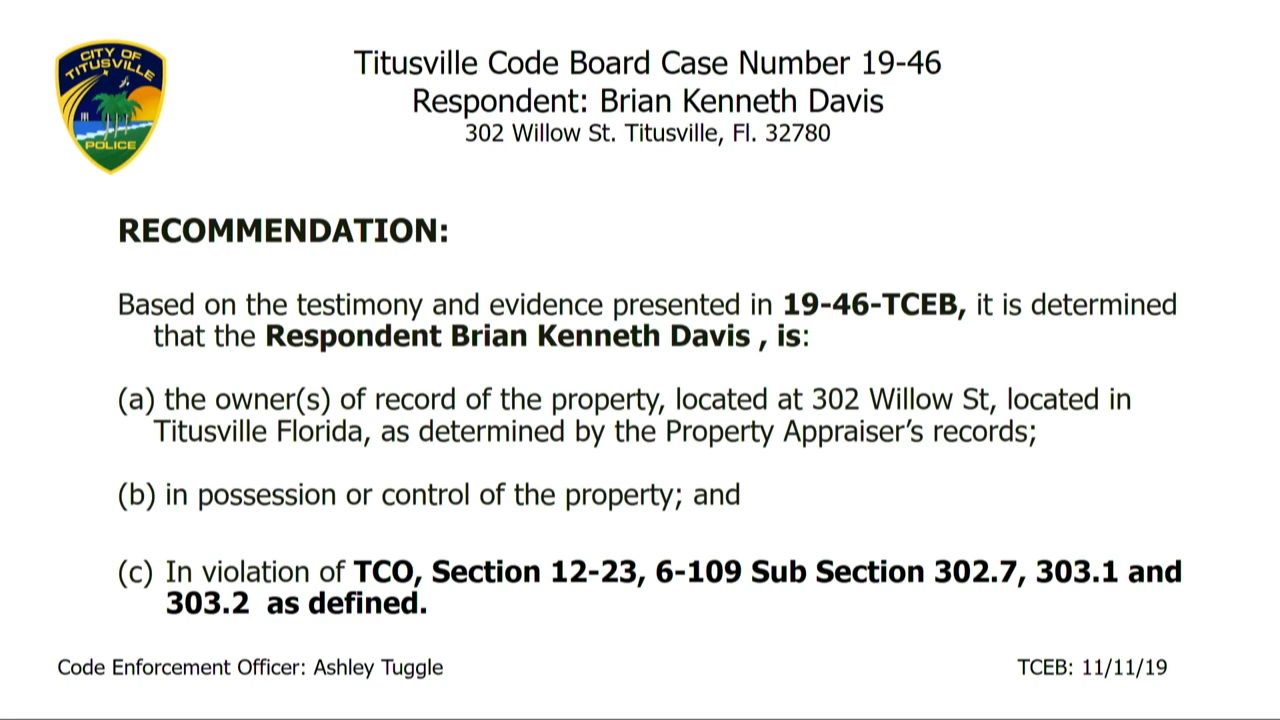 CITY OF
TITUSVILLE
POLICE
Titusville Code Board Case Number 19-46
Respondent: Brian Kenneth Davis
302 Willow St. Titusville, Fl. 32780
RECOMMENDATION:
Based on the testimony and evidence presented in 19-46-TCEB, it is determined
that the Respondent Brian Kenneth Davis , is:
(a) the owner(s) of record of the property, located at 302 Willow St, located in
Titusville Florida, as determined by the Property Appraiser’s records;
(b) in possession or control of the property; and
(c) In violation of TCO, Section 12-23, 6-109 Sub Section 302.7, 303.1 and
303.2 as defined.
Code Enforcement Officer: Ashley Tuggle
TCEB: 11/11/19